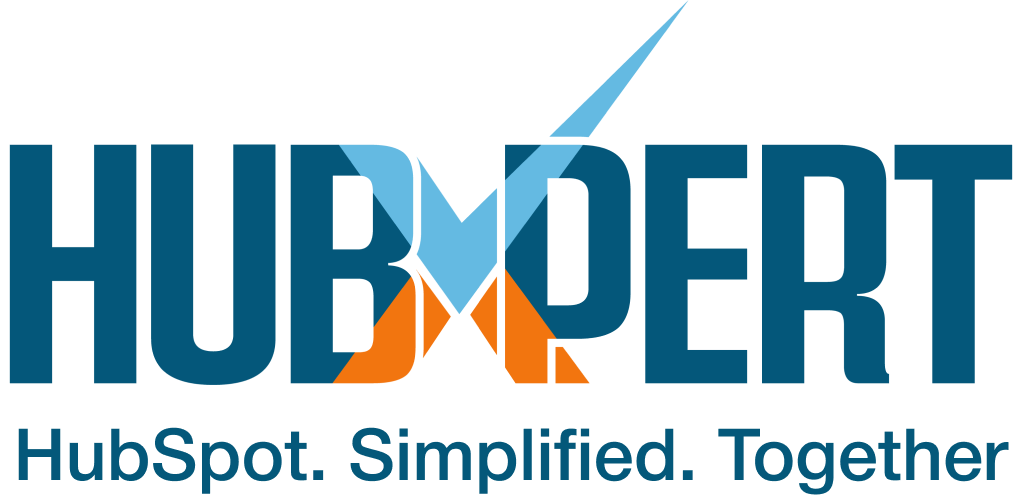 HUBXPERT
HubSpot. Simplified. Together